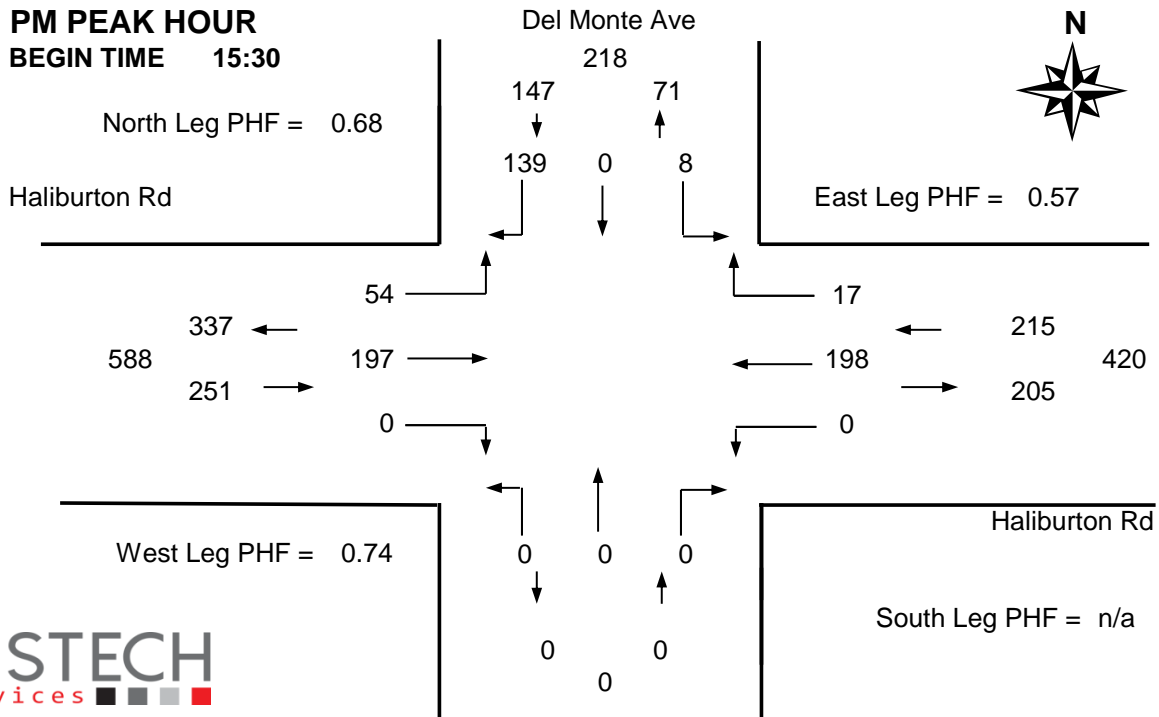 PM PEAK HOUR
Del Monte Ave
N
BEGIN TIME 15:30
218
147 71
North Leg PHF = 0.68
139 0 8
Haliburton Rd
East Leg PHF = 0.57
54 17
337 215
588 197 198 420
251 205
0 0
Haliburton Rd
West Leg PHF = 0.74
0 0 0
South Leg PHF = n/a
0 0
0
STECH
vices